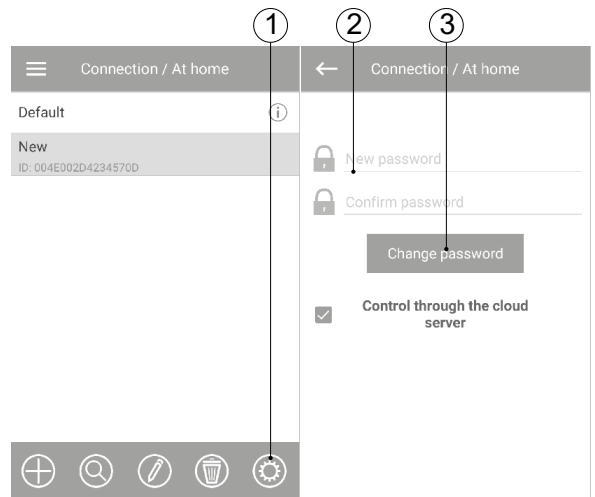 1
2
3
Connection / At home
Default
New
ID: 004E002D4234570D
Connection / At home
New password
Confirm password
Change password
Control through the cloud
server